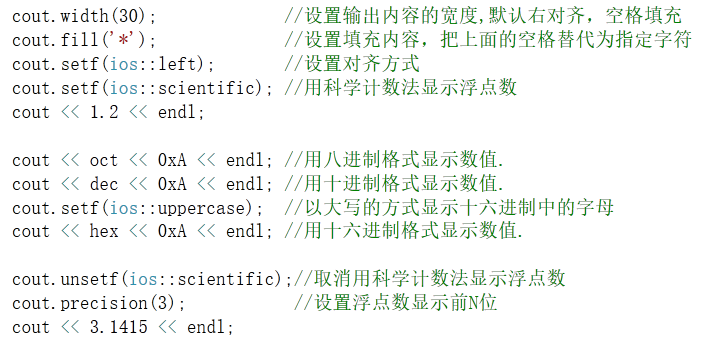 cout.width(30);                //设置输出内容的宽度,默认右对齐，空格填充
cout.fill('*');                //设置填充内容，把上面的空格替代为指定字符
cout.setf(ios::left);          //设置对齐方式
cout.setf(ios::scientific); //用科学计数法显示浮点数
cout << 1.2 << endl;

cout << oct << 0xA << endl; //用八进制格式显示数值.
cout << dec << 0xA << endl; //用十进制格式显示数值.
cout.setf(ios::uppercase);  //以大写的方式显示十六进制中的字母
cout << hex << 0xA << endl; //用十六进制格式显示数值.

cout.unsetf(ios::scientific);//取消用科学计数法显示浮点数
cout.precision(3);             //设置浮点数显示前N位
cout << 3.1415 << endl;